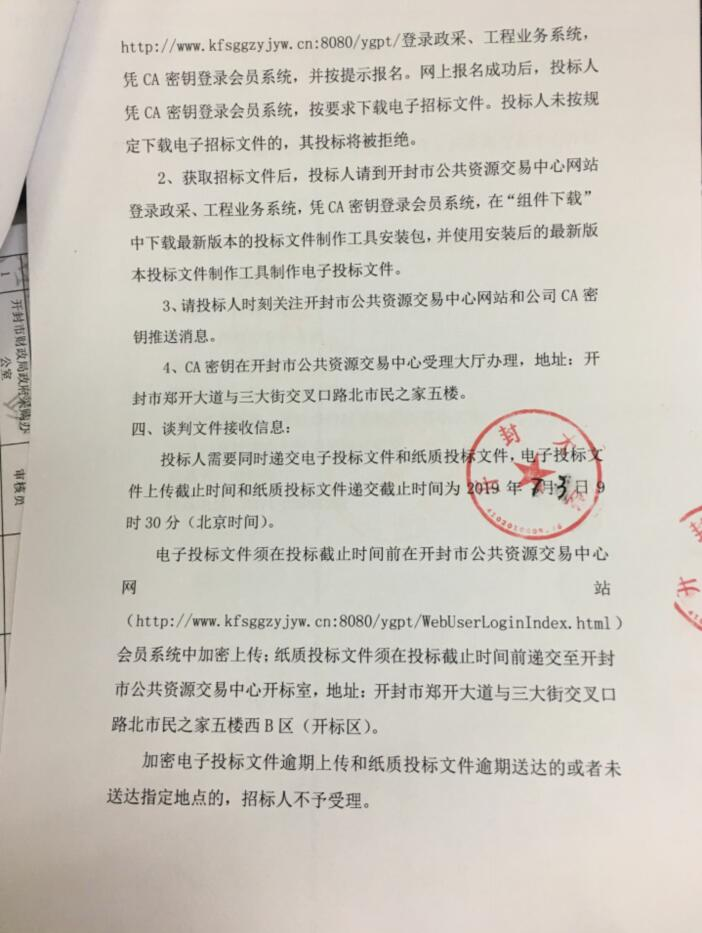 http://www.kfsggzyjyw.cn:8080/ygpt/登录政采、工程业务系统，
凭 CA 密钥登录会员系统，并按提示报名。网上报名成功后，投标人
凭 CA 密钥登录会员系统，按要求下载电子招标文件。投标人未按规
定下载电子招标文件的，其投标将被拒绝。
2、获取招标文件后，投标人请到开封市公共资源交易中心网站
登录政采、工程业务系统，凭 CA 密钥登录会员系统，在“组件下载”
中下载最新版本的投标文件制作工具安装包，并使用安装后的最新版
本投标文件制作工具制作电子投标文件。
3、请投标人时刻关注开封市公共资源交易中心网站和公司 CA 密
钥推送消息。
4、CA 密钥在开封市公共资源交易中心受理大厅办理，地址：开
封市郑开大道与三大街交叉口路北市民之家五楼。
四、谈判文件接收信息：
投标人需要同时递交电子投标文件和纸质投标文件，电子投标文
件上传截止时间和纸质投标文件递交截止时间为 2019 年 7月3日 9
时 30 分（北京时间）。
电子投标文件须在投标截止时间前在开封市公共资源交易中心
网 站
（http://www.kfsggzyjyw.cn:8080/ygpt/WebUserLoginIndex.html）
会员系统中加密上传；纸质投标文件须在投标截止时间前递交至开封
市公共资源交易中心开标室，地址：开封市郑开大道与三大街交叉口
路北市民之家五楼西 B 区（开标区）。
加密电子投标文件逾期上传和纸质投标文件逾期送达的或者未
送达指定地点的，招标人不予受理。
开封市财政局政府采购办
公室
审核员
1
开封大
开封